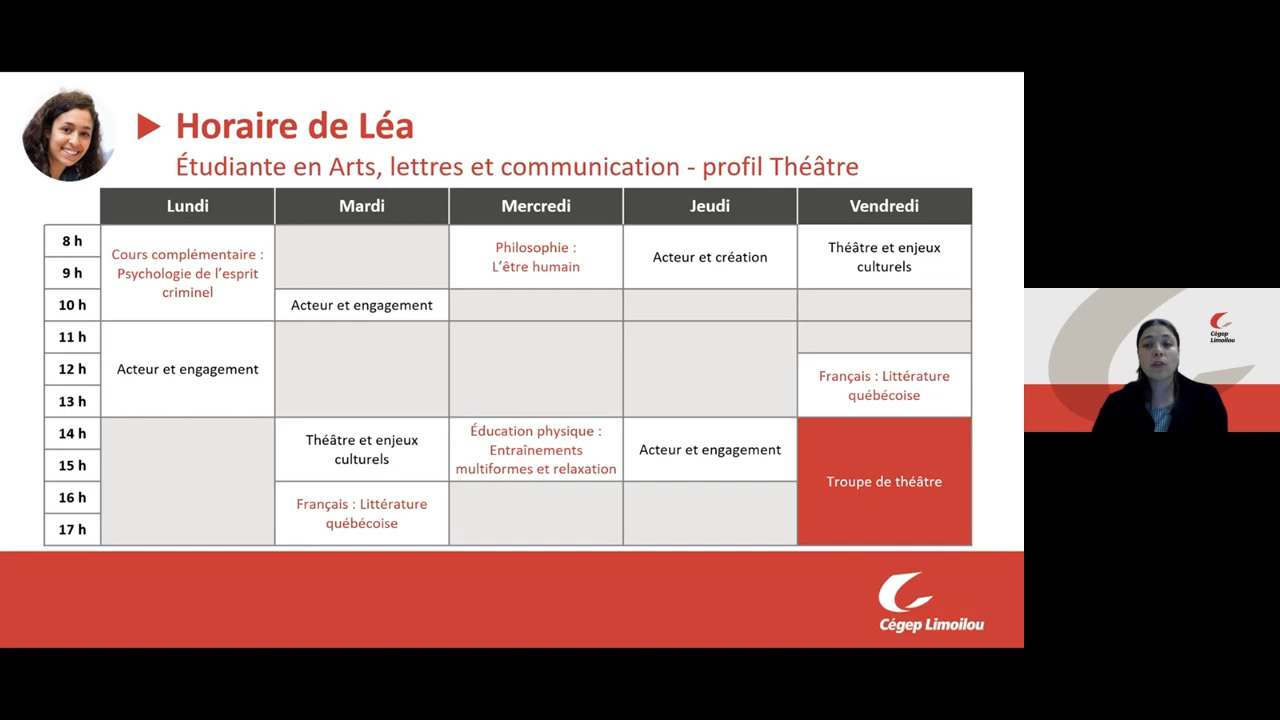 Horaire de Léa
Étudiante en Arts, lettres et communication - profil Théâtre
Lundi Mardi Mercredi Jeudi Vendredi
8 h
9 h
10 h
11 h
12 h
13 h
14 h
15 h
16 h
17 h
Cours complémentaire :
Psychologie de l'esprit
criminel
Acteur et engagement
Acteur et engagement
Théâtre et enjeux
culturels
Français : Littérature
québécoise
Philosophie :
L'être humain
Éducation physique :
Entraînements
multiformes et relaxation
Acteur et création
Acteur et engagement
Théâtre et enjeux
culturels
Français : Littérature
québécoise
Troupe de théâtre
Cégep Limoilou
Cégep
Limoilou